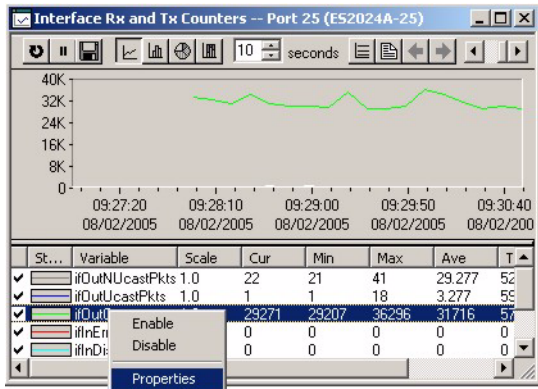 Interface Rx and Tx Counters -- Port 25 (ES2024A-25)
10 seconds
40K
32K
24K
16K
8K
0
09:27:20 09:28:10 09:29:00 09:29:50 09:30:40
08/02/2005 08/02/2005 08/02/2005 08/02/2005 08/02/200
St... Variable Scale Cur Min Max Ave T
ifOutNUcastPkts 1.0 22 21 41 29.277 52
ifOutUcastPkts 1.0 1 1 18 3.277 59
ifOut 29271 29207 36296 31716 57
ifInEr 0 0 0 0 0
ifInDi 0 0 0 0 0
Enable
Disable
Properties